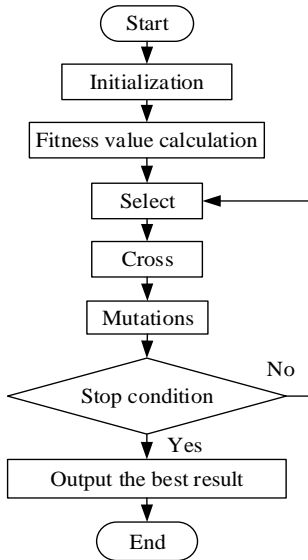 Start
Initialization
Fitness value calculation
Select
Cross
Mutations
Stop condition
No
Yes
Output the best result
End